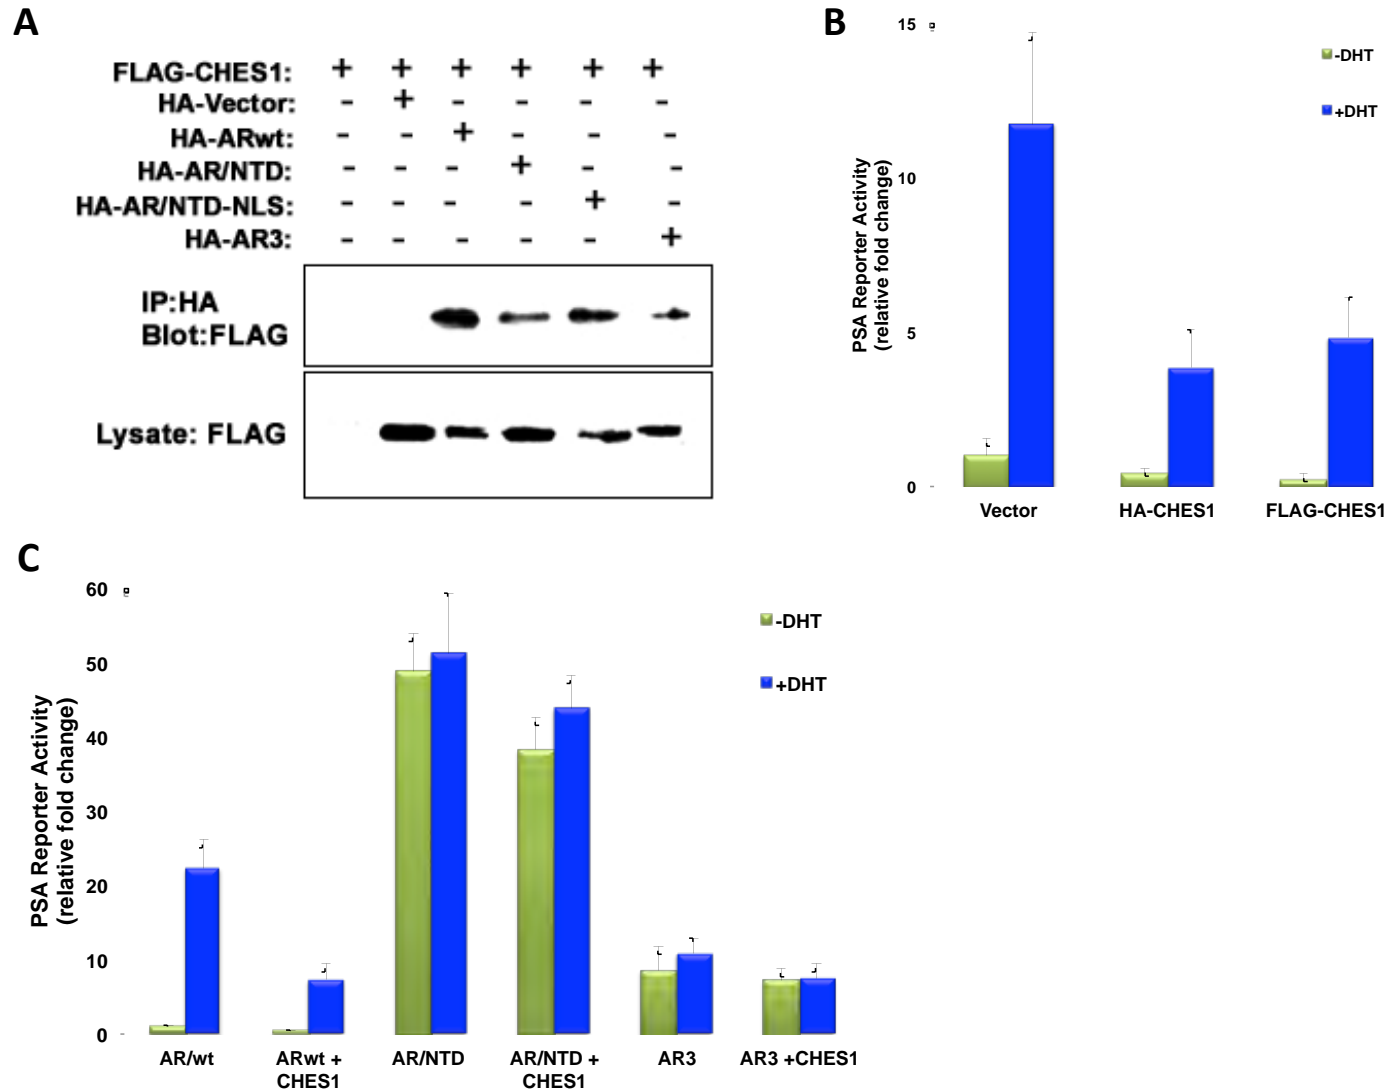 A
FLAG-CHES1: + + + + + +
HA-Vector: - + - - - -
HA-ARwt: - - + - - -
HA-AR/NTD: - - - + - -
HA-AR/NTD-NLS: - - - - + -
HA-AR3: - - - - - +
IP:HA
Blot:FLAG
Lysate: FLAG
B
15
10
5
0
PSA Reporter Activity
(relative fold change)
-DHT
+DHT
Vector HA-CHES1 FLAG-CHES1
C
60
50
40
30
20
10
0
PSA Reporter Activity
(relative fold change)
-DHT
+DHT
AR/wt ARwt + AR/NTD AR/NTD + AR3 AR3 +CHES1
CHES1 CHES1